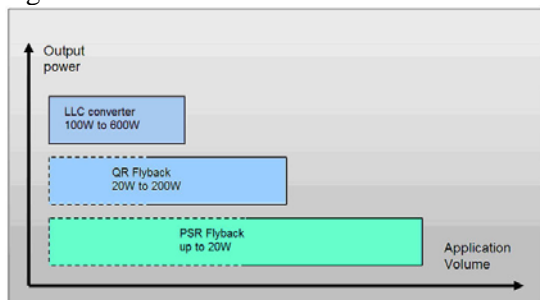 Output
power
LLC converter
100W to 600W
QR Flyback
20W to 200W
PSR Flyback
up to 20W
Application
Volume